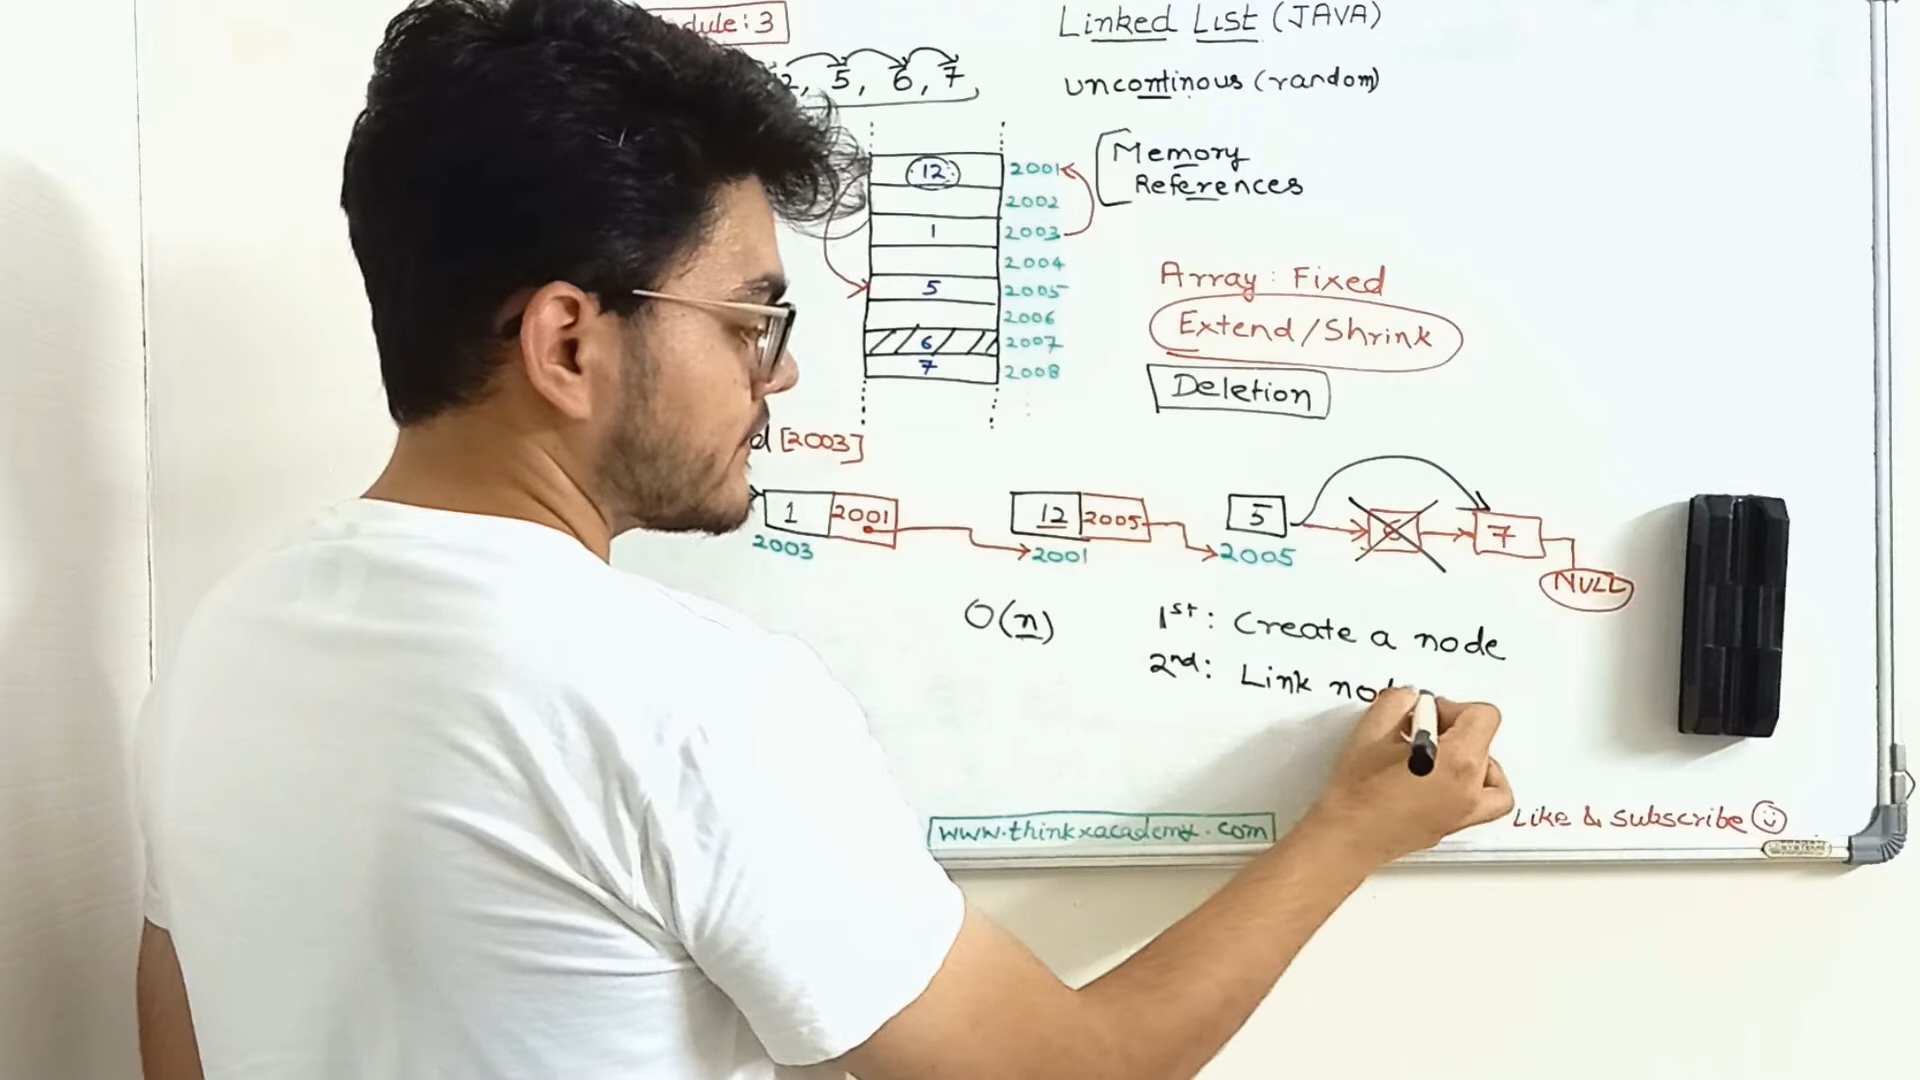 dule: 3
Linked List (JAVA)
2, 5, 6, 7
uncontinous (random)
12 2001
2002
1 2003
2004
5 2005
2006
6 2007
7 2008
Memory
References
Array: Fixed
Extend/Shrink
Deletion
d [2003]
1 2001
2003
12 2005
2001
5
2005
7
NULL
O(n)
1st: Create a node
2nd: Link nod
www.thinkxacademy.com
Like & Subscribe